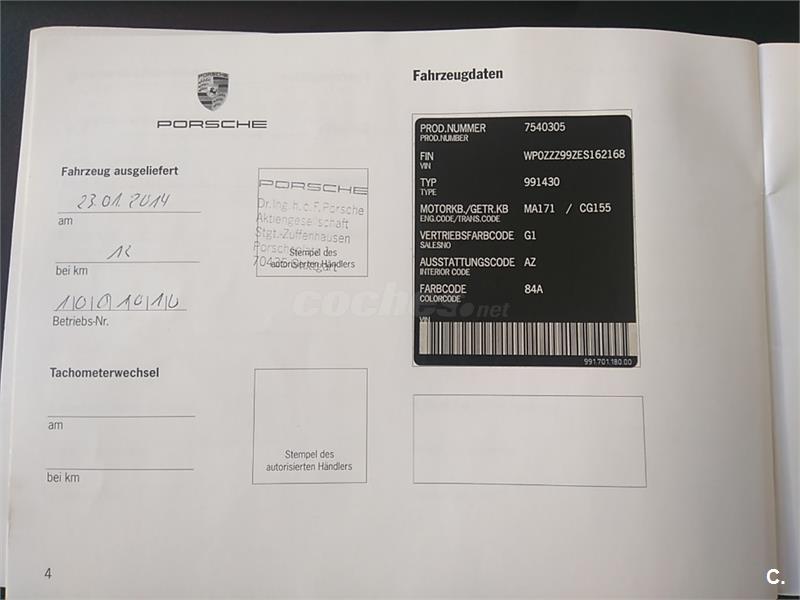 PORSCHE
Fahrzeug ausgeliefert
23.01.2014
am
12
bei km
Betriebs-Nr.
PORSCHE
Dr.Ing.h.c.F.Porsche
Aktiengesellschaft
Stgt.-Zuffenhausen
Stempel des
autorisierten Händlers
Tachometerwechsel
am
bei km
Stempel des
autorisierten Händlers
4
Fahrzeugdaten
PROD.NUMMER 7540305
PROD.NUMBER
FIN WP0ZZZ99ZES162168
VIN
TYP 991430
TYPE
MOTORKB./GETR.KB MA171 / CG155
ENG.CODE/TRANS.CODE
VERTRIEBSFARBCODE G1
SALESNO
AUSSTATTUNGSCODE AZ
INTERIOR CODE
FARBCODE 84A
COLORCODE
VIN
991.701.180.00
coches.net
C.